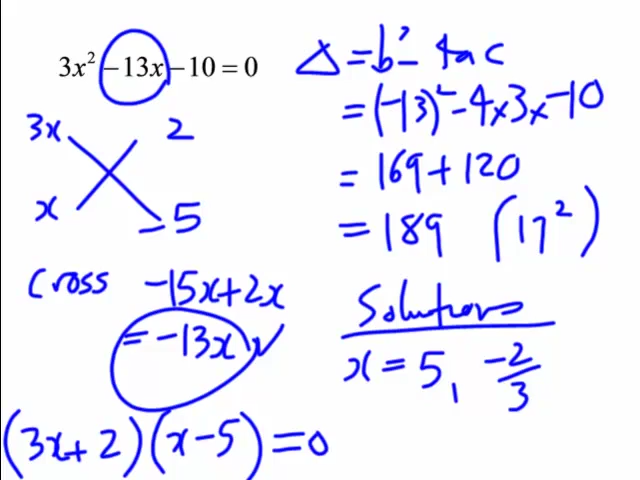 3x² −13x −10 = 0
3x 2
x −5
Cross −15x+2x
= −13x ✓
(3x+2)(x−5)=0
△ = b² − 4ac
= (−13)² − 4×3×−10
= 169 + 120
= 189 (17²)
Solutions
x = 5, −2/3